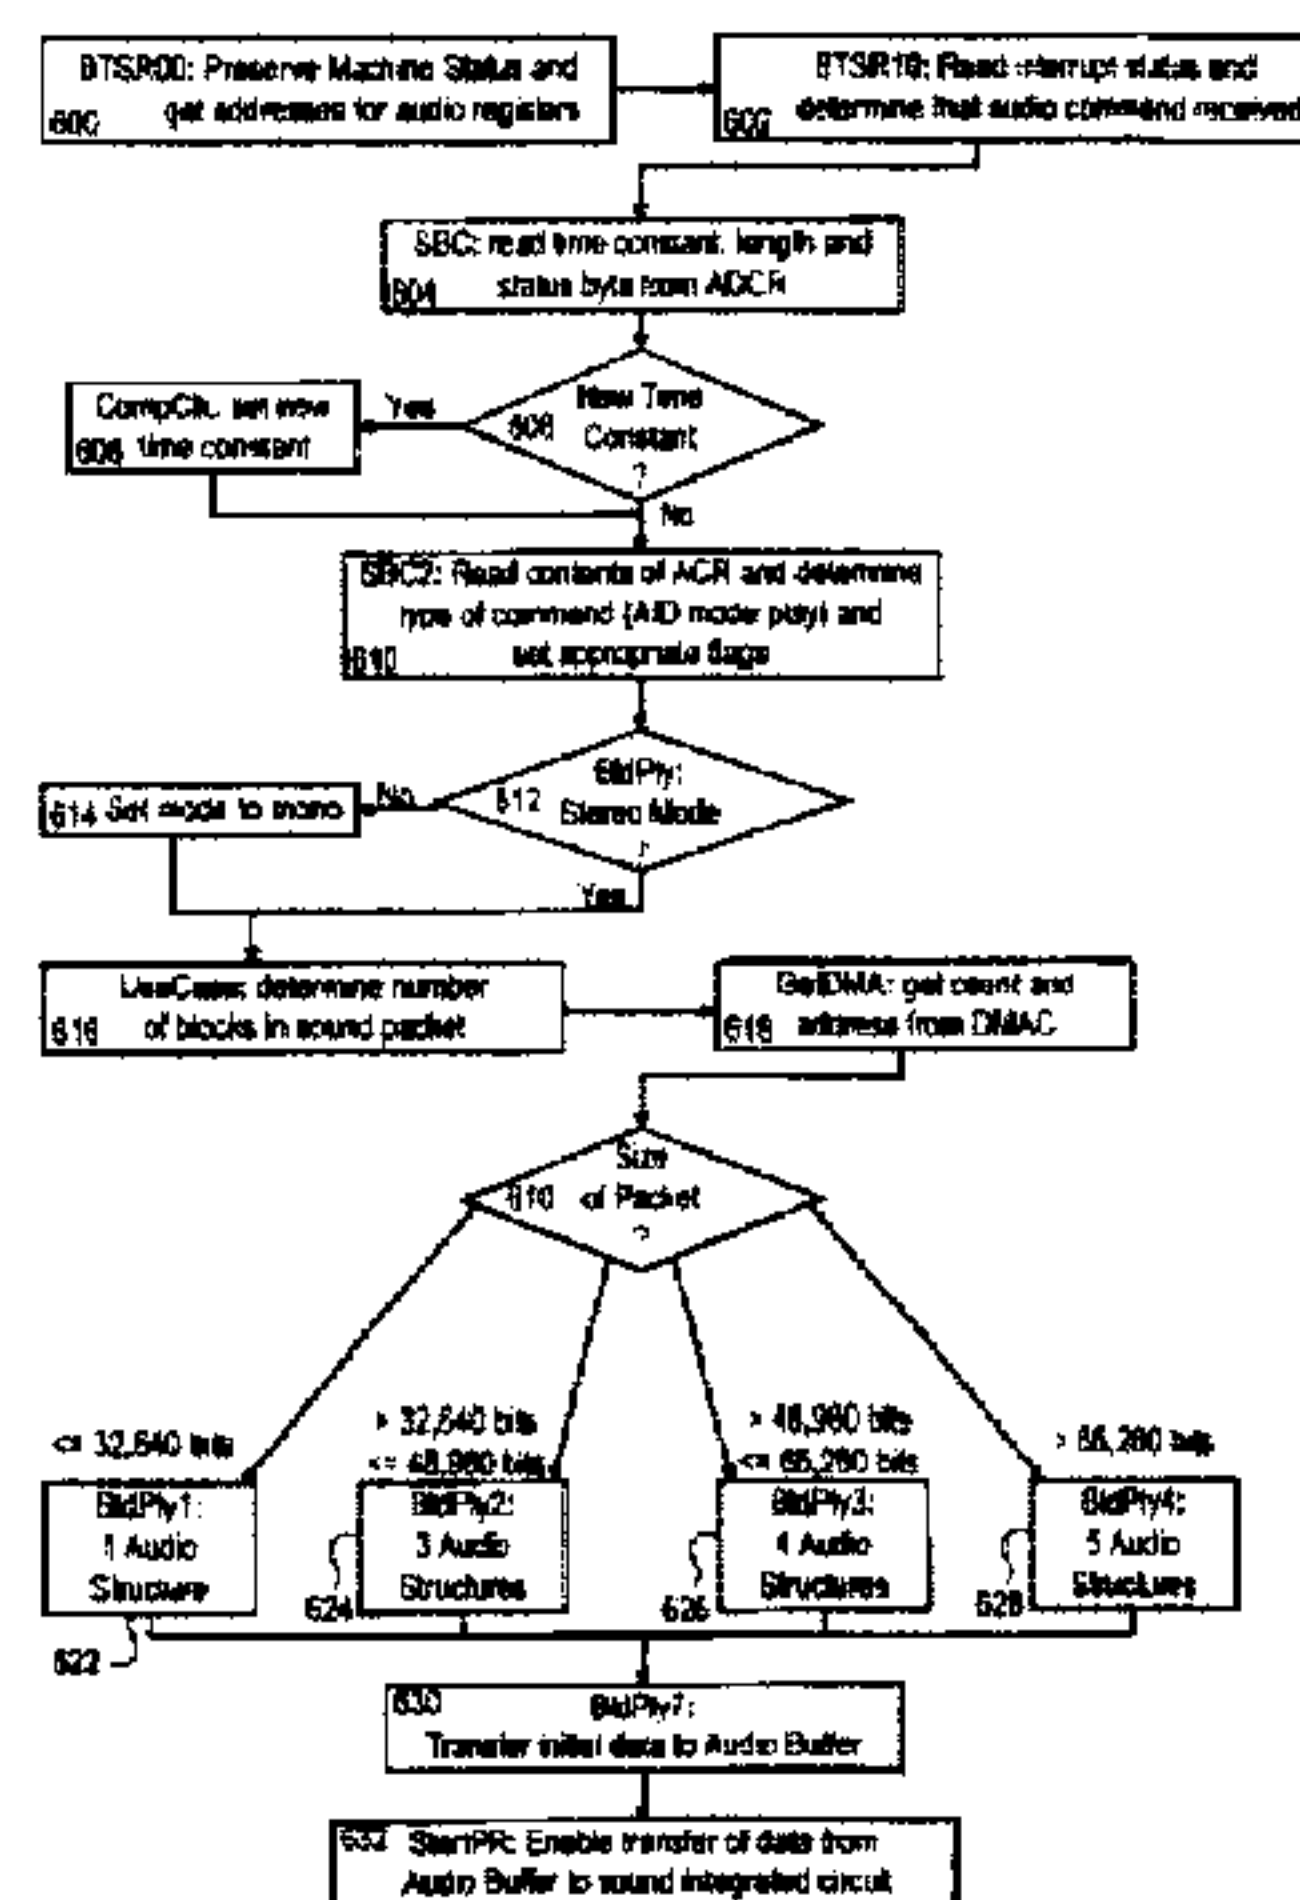 BTSR00: Preserve Machine Status and
get addresses for audio registers
600
BTSR10: Read interrupt status and
determine that audio command received
602
SBC: read time constant, length and
status byte from ADCR
604
New Time
608 Constant
?
Yes
No
set new
606 time constant
SBC2: Read contents of ACR and determine
type of command (A/D mode play) and
set appropriate flags
610
BldPly:
612 Stereo Mode
?
No
Yes
614 Set mode to mono
determine number
of blocks in sound packet
616
GetDMA: get count and
address from DMAC
618
Size
610 of Packet
?
<= 32,640 bits
> 32,640 bits
<= 48,960 bits
> 48,960 bits
<= 65,280 bits
> 65,280 bits
BldPly1:
1 Audio
Structure
622
BldPly2:
3 Audio
Structures
624
BldPly3:
4 Audio
Structures
626
BldPly4:
5 Audio
Structures
628
630 BldPly7:
Transfer initial data to Audio Buffer
632 StartPR: Enable transfer of data from
Audio Buffer to sound integrated circuit